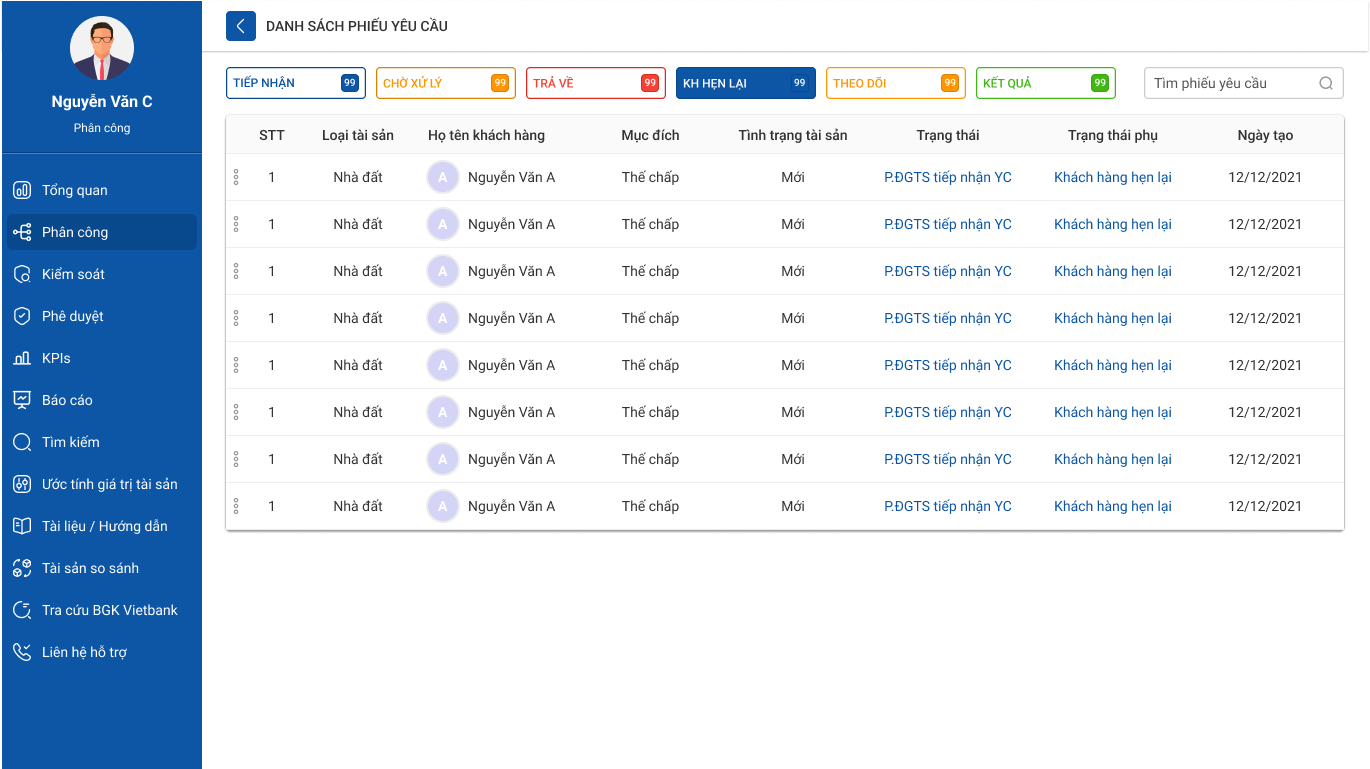 Nguyễn Văn C
Phân công
Tổng quan
Phân công
Kiểm soát
Phê duyệt
KPIs
Báo cáo
Tìm kiếm
Ước tính giá trị tài sản
Tài liệu / Hướng dẫn
Tài sản so sánh
Tra cứu BGK Vietbank
Liên hệ hỗ trợ
DANH SÁCH PHIẾU YÊU CẦU
TIẾP NHẬN 99 CHỜ XỬ LÝ 99 TRẢ VỀ 99 KH HẸN LẠI 99 THEO DÕI 99 KẾT QUẢ 99 Tìm phiếu yêu cầu
STT Loại tài sản Họ tên khách hàng Mục đích Tình trạng tài sản Trạng thái Trạng thái phụ Ngày tạo
1 Nhà đất A Nguyễn Văn A Thế chấp Mới P.ĐGTS tiếp nhận YC Khách hàng hẹn lại 12/12/2021
1 Nhà đất A Nguyễn Văn A Thế chấp Mới P.ĐGTS tiếp nhận YC Khách hàng hẹn lại 12/12/2021
1 Nhà đất A Nguyễn Văn A Thế chấp Mới P.ĐGTS tiếp nhận YC Khách hàng hẹn lại 12/12/2021
1 Nhà đất A Nguyễn Văn A Thế chấp Mới P.ĐGTS tiếp nhận YC Khách hàng hẹn lại 12/12/2021
1 Nhà đất A Nguyễn Văn A Thế chấp Mới P.ĐGTS tiếp nhận YC Khách hàng hẹn lại 12/12/2021
1 Nhà đất A Nguyễn Văn A Thế chấp Mới P.ĐGTS tiếp nhận YC Khách hàng hẹn lại 12/12/2021
1 Nhà đất A Nguyễn Văn A Thế chấp Mới P.ĐGTS tiếp nhận YC Khách hàng hẹn lại 12/12/2021
1 Nhà đất A Nguyễn Văn A Thế chấp Mới P.ĐGTS tiếp nhận YC Khách hàng hẹn lại 12/12/2021